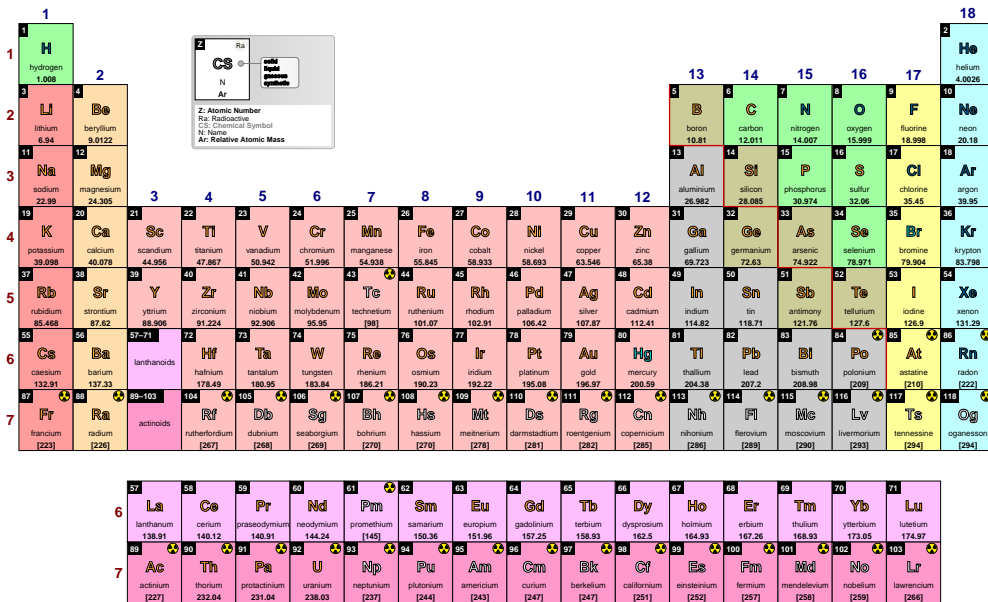 1 18
1 H hydrogen 1.008
2 He helium 4.0026
Z Ra
CS solid liquid gaseous synthetic
N
Ar
Z: Atomic Number
Ra: Radioactive
CS: Chemical Symbol
N: Name
Ar: Relative Atomic Mass
1
2 13 14 15 16 17
2
3 Li lithium 6.94
4 Be beryllium 9.0122
5 B boron 10.81
6 C carbon 12.011
7 N nitrogen 14.007
8 O oxygen 15.999
9 F fluorine 18.998
10 Ne neon 20.18
3
11 Na sodium 22.99
12 Mg magnesium 24.305
13 Al aluminium 26.982
14 Si silicon 28.085
15 P phosphorus 30.974
16 S sulfur 32.06
17 Cl chlorine 35.45
18 Ar argon 39.95
3 4 5 6 7 8 9 10 11 12
4
19 K potassium 39.098
20 Ca calcium 40.078
21 Sc scandium 44.956
22 Ti titanium 47.867
23 V vanadium 50.942
24 Cr chromium 51.996
25 Mn manganese 54.938
26 Fe iron 55.845
27 Co cobalt 58.933
28 Ni nickel 58.693
29 Cu copper 63.546
30 Zn zinc 65.38
31 Ga gallium 69.723
32 Ge germanium 72.63
33 As arsenic 74.922
34 Se selenium 78.971
35 Br bromine 79.904
36 Kr krypton 83.798
5
37 Rb rubidium 85.468
38 Sr strontium 87.62
39 Y yttrium 88.906
40 Zr zirconium 91.224
41 Nb niobium 92.906
42 Mo molybdenum 95.95
43 Tc technetium [98]
44 Ru ruthenium 101.07
45 Rh rhodium 102.91
46 Pd palladium 106.42
47 Ag silver 107.87
48 Cd cadmium 112.41
49 In indium 114.82
50 Sn tin 118.71
51 Sb antimony 121.76
52 Te tellurium 127.6
53 I iodine 126.9
54 Xe xenon 131.29
6
55 Cs caesium 132.91
56 Ba barium 137.33
57–71 lanthanoids
72 Hf hafnium 178.49
73 Ta tantalum 180.95
74 W tungsten 183.84
75 Re rhenium 186.21
76 Os osmium 190.23
77 Ir iridium 192.22
78 Pt platinum 195.08
79 Au gold 196.97
80 Hg mercury 200.59
81 Tl thallium 204.38
82 Pb lead 207.2
83 Bi bismuth 208.98
84 Po polonium [209]
85 At astatine [210]
86 Rn radon [222]
7
87 Fr francium [223]
88 Ra radium [226]
89–103 actinoids
104 Rf rutherfordium [267]
105 Db dubnium [268]
106 Sg seaborgium [269]
107 Bh bohrium [270]
108 Hs hassium [270]
109 Mt meitnerium [278]
110 Ds darmstadtium [281]
111 Rg roentgenium [282]
112 Cn copernicium [285]
113 Nh nihonium [286]
114 Fl flerovium [289]
115 Mc moscovium [290]
116 Lv livermorium [293]
117 Ts tennessine [294]
118 Og oganesson [294]
6
57 La lanthanum 138.91
58 Ce cerium 140.12
59 Pr praseodymium 140.91
60 Nd neodymium 144.24
61 Pm promethium [145]
62 Sm samarium 150.36
63 Eu europium 151.96
64 Gd gadolinium 157.25
65 Tb terbium 158.93
66 Dy dysprosium 162.5
67 Ho holmium 164.93
68 Er erbium 167.26
69 Tm thulium 168.93
70 Yb ytterbium 173.05
71 Lu lutetium 174.97
7
89 Ac actinium [227]
90 Th thorium 232.04
91 Pa protactinium 231.04
92 U uranium 238.03
93 Np neptunium [237]
94 Pu plutonium [244]
95 Am americium [243]
96 Cm curium [247]
97 Bk berkelium [247]
98 Cf californium [251]
99 Es einsteinium [252]
100 Fm fermium [257]
101 Md mendelevium [258]
102 No nobelium [259]
103 Lr lawrencium [266]